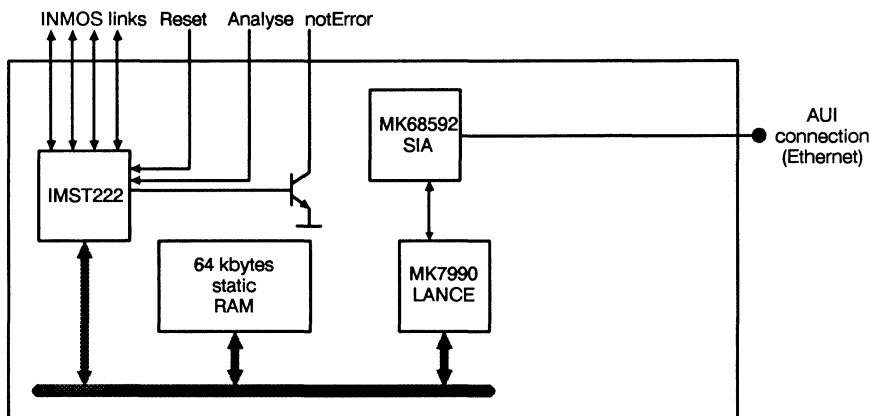 INMOS links Reset Analyse notError
MK68592
SIA
AUI
connection
(Ethernet)
IMST222
64 kbytes
static
RAM
MK7990
LANCE